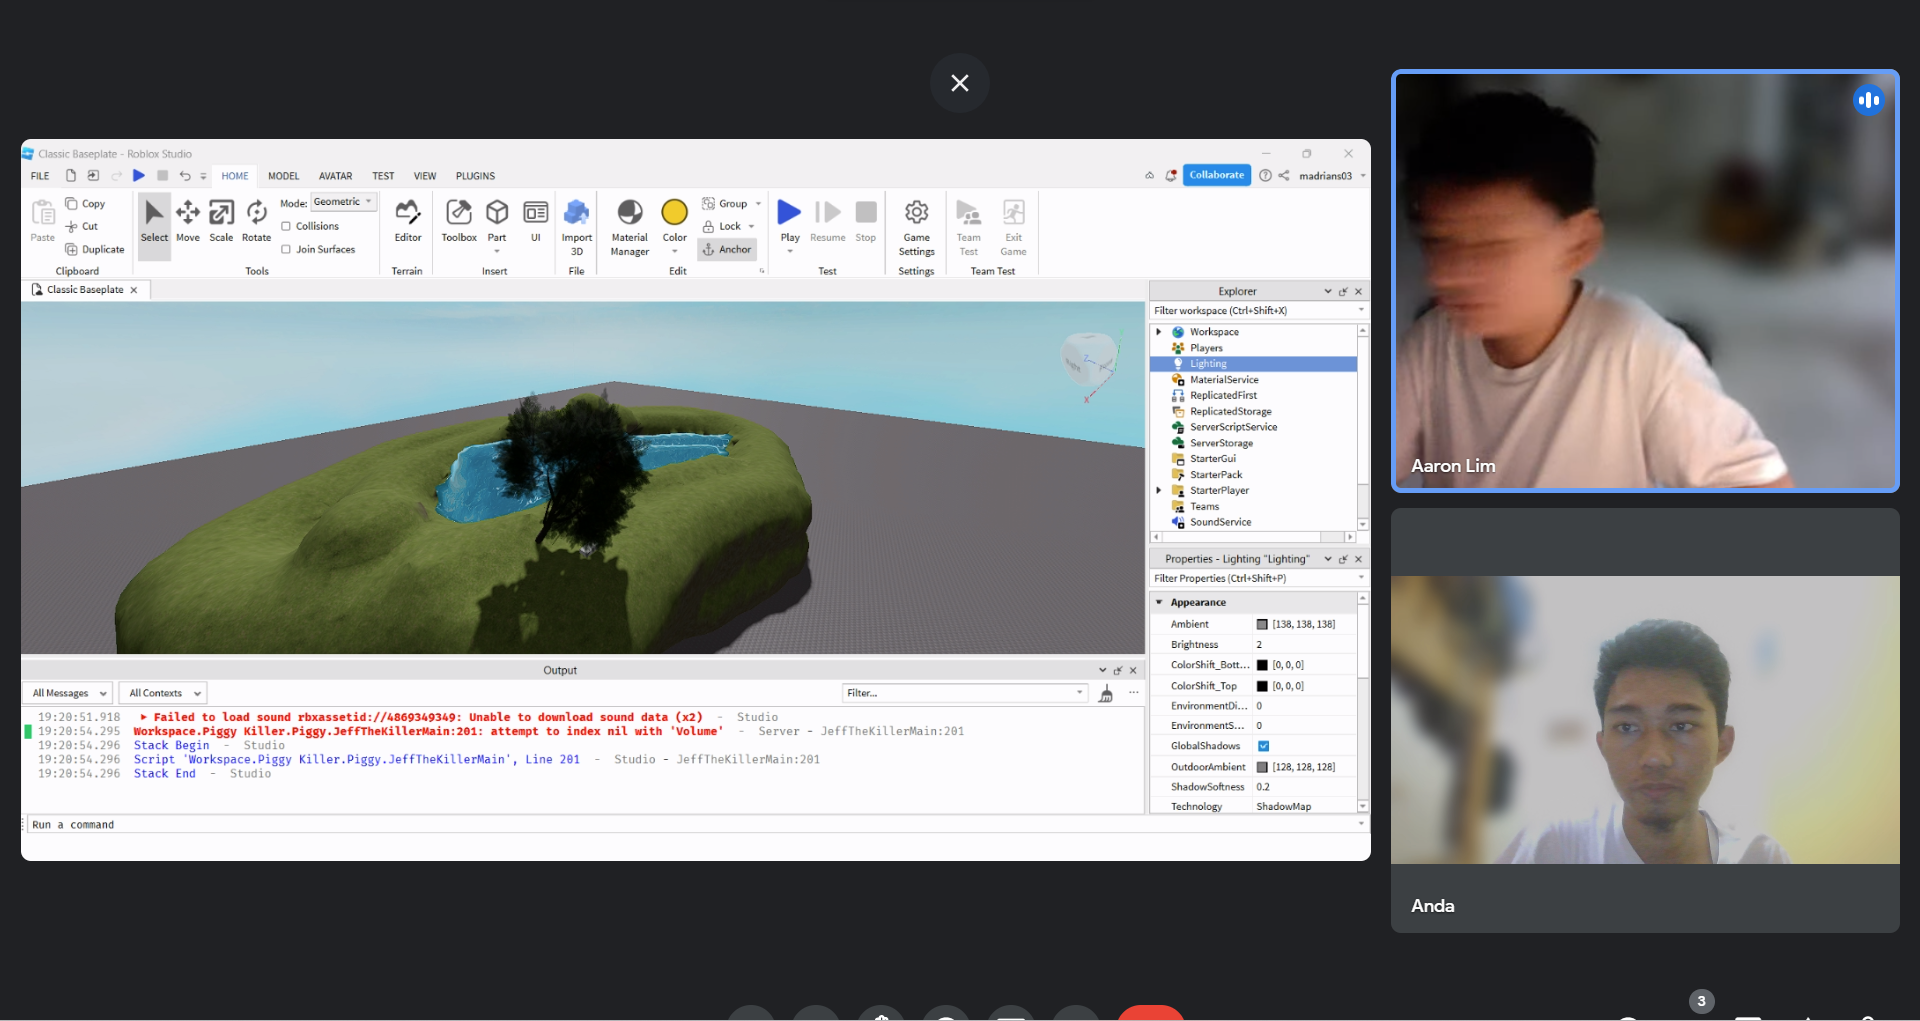 Classic Baseplate - Roblox Studio
FILE HOME MODEL AVATAR TEST VIEW PLUGINS Collaborate madrians03
Paste Copy Cut Duplicate
Clipboard
Select Move Scale Rotate
Mode: Geometric
Collisions
Join Surfaces
Tools
Editor
Terrain
Toolbox Part UI
Insert
Import 3D
File
Material Manager Color
Group
Lock
Anchor
Edit
Play Resume Stop
Test
Game Settings
Settings
Team Test Exit Game
Team Test
Classic Baseplate
Explorer
Filter workspace (Ctrl+Shift+X)
Workspace
Players
Lighting
MaterialService
ReplicatedFirst
ReplicatedStorage
ServerScriptService
ServerStorage
StarterGui
StarterPack
StarterPlayer
Teams
SoundService
Properties - Lighting "Lighting"
Filter Properties (Ctrl+Shift+P)
Appearance
Ambient [138, 138, 138]
Brightness 2
ColorShift_Bott... [0, 0, 0]
ColorShift_Top [0, 0, 0]
EnvironmentDi... 0
EnvironmentS... 0
GlobalShadows
OutdoorAmbient [128, 128, 128]
ShadowSoftness 0.2
Technology ShadowMap
Z
X
Output
All Messages All Contexts Filter...
19:20:51.918 Failed to load sound rbxassetid://4869349349: Unable to download sound data (x2) - Studio
19:20:54.295 Workspace.Piggy Killer.Piggy.JeffTheKillerMain:201: attempt to index nil with 'Volume' - Server - JeffTheKillerMain:201
19:20:54.296 Stack Begin - Studio
19:20:54.296 Script 'Workspace.Piggy Killer.Piggy.JeffTheKillerMain', Line 201 - Studio - JeffTheKillerMain:201
19:20:54.296 Stack End - Studio
Run a command
Aaron Lim
Anda
3